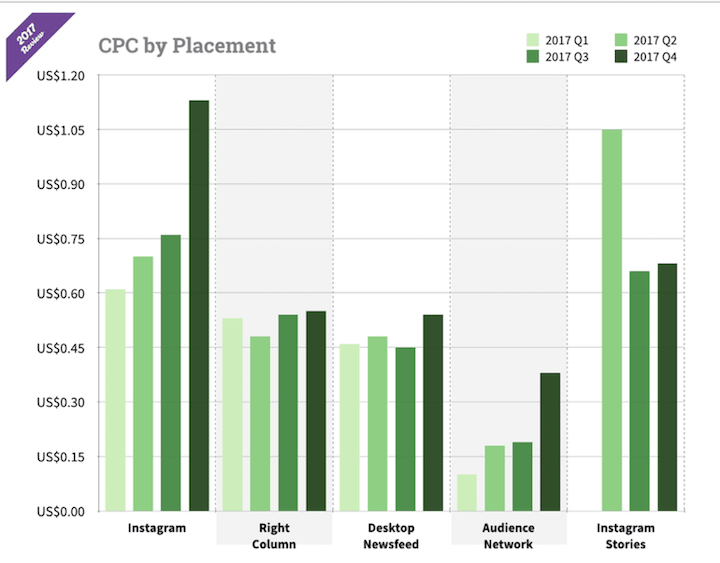 2017
Review
CPC by Placement
2017 Q1
2017 Q2
2017 Q3
2017 Q4
US$1.20
US$1.05
US$0.90
US$0.75
US$0.60
US$0.45
US$0.30
US$0.15
US$0.00
Instagram
Right
Column
Desktop
Newsfeed
Audience
Network
Instagram
Stories